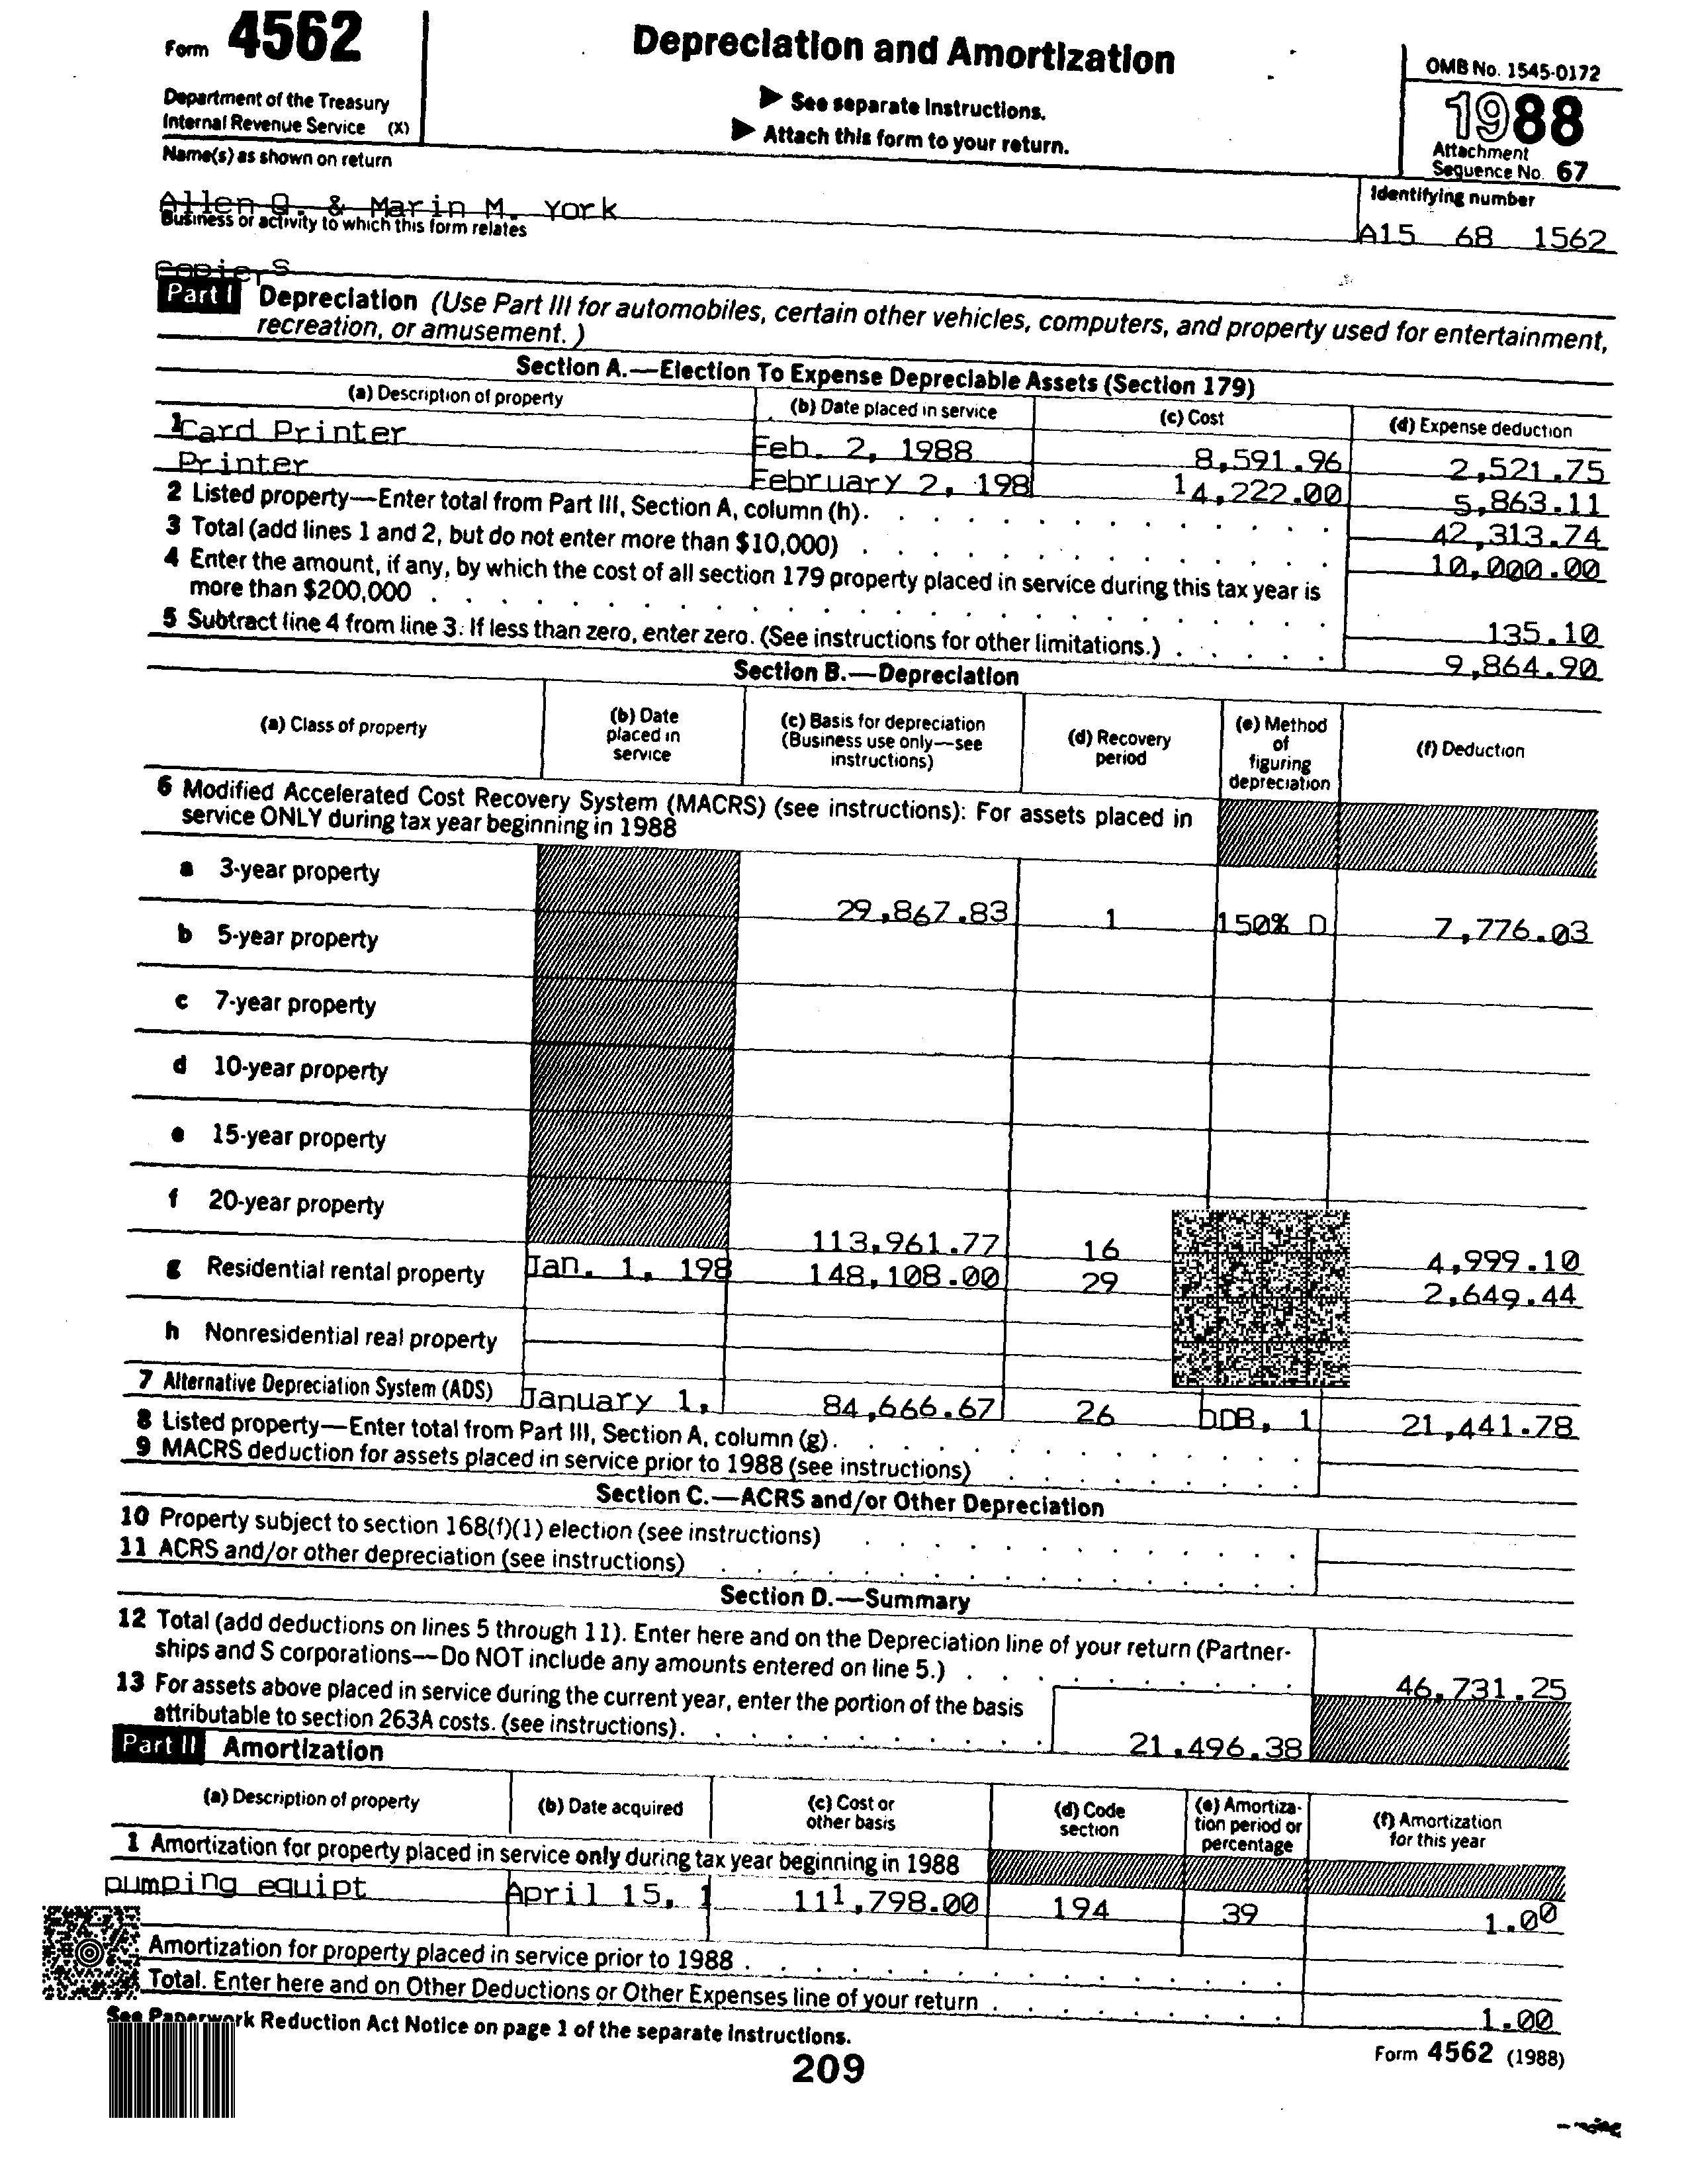 Form 4562
Depreciation and Amortization
OMB No. 1545-0172
Department of the Treasury
Internal Revenue Service (X)
▶ See separate Instructions.
▶ Attach this form to your return.
1988
Attachment
Sequence No. 67
Name(s) as shown on return
Identifying number
Allen Q. & Marin M. York
A15 68 1562
Business or activity to which this form relates
Copiers
Part I Depreciation (Use Part III for automobiles, certain other vehicles, computers, and property used for entertainment,
recreation, or amusement.)
Section A.—Election To Expense Depreciable Assets (Section 179)
(a) Description of property (b) Date placed in service (c) Cost (d) Expense deduction
1 Card Printer Feb. 2, 1988 8,591.96 2,521.75
Printer February 2, 198 14,222.00 5,863.11
2 Listed property—Enter total from Part III, Section A, column (h). 42,313.74
3 Total (add lines 1 and 2, but do not enter more than $10,000) 10,000.00
4 Enter the amount, if any, by which the cost of all section 179 property placed in service during this tax year is
more than $200,000 135.10
5 Subtract line 4 from line 3. If less than zero, enter zero. (See instructions for other limitations.) 9,864.90
Section B.—Depreciation
(a) Class of property (b) Date placed in service (c) Basis for depreciation (Business use only—see instructions) (d) Recovery period (e) Method of figuring depreciation (f) Deduction
6 Modified Accelerated Cost Recovery System (MACRS) (see instructions): For assets placed in
service ONLY during tax year beginning in 1988
a 3-year property 29,867.83 1 150% D 7,776.03
b 5-year property
c 7-year property
d 10-year property
e 15-year property
f 20-year property 113,961.77 16 4,999.10
g Residential rental property Jan. 1, 198 148,108.00 29 2,649.44
h Nonresidential real property
7 Alternative Depreciation System (ADS) January 1, 84,666.67 26 DDB, 1 21,441.78
8 Listed property—Enter total from Part III, Section A, column (g).
9 MACRS deduction for assets placed in service prior to 1988 (see instructions)
Section C.—ACRS and/or Other Depreciation
10 Property subject to section 168(f)(1) election (see instructions)
11 ACRS and/or other depreciation (see instructions)
Section D.—Summary
12 Total (add deductions on lines 5 through 11). Enter here and on the Depreciation line of your return (Partner-
ships and S corporations—Do NOT include any amounts entered on line 5.) 46,731.25
13 For assets above placed in service during the current year, enter the portion of the basis
attributable to section 263A costs. (see instructions). 21,496.38
Part II Amortization
(a) Description of property (b) Date acquired (c) Cost or other basis (d) Code section (e) Amortiza-tion period or percentage (f) Amortization for this year
1 Amortization for property placed in service only during tax year beginning in 1988
pumping equipt April 15, 1 111,798.00 194 39 1.00
Amortization for property placed in service prior to 1988
Total. Enter here and on Other Deductions or Other Expenses line of your return 1.00
See Paperwork Reduction Act Notice on page 1 of the separate Instructions.
Form 4562 (1988)
209